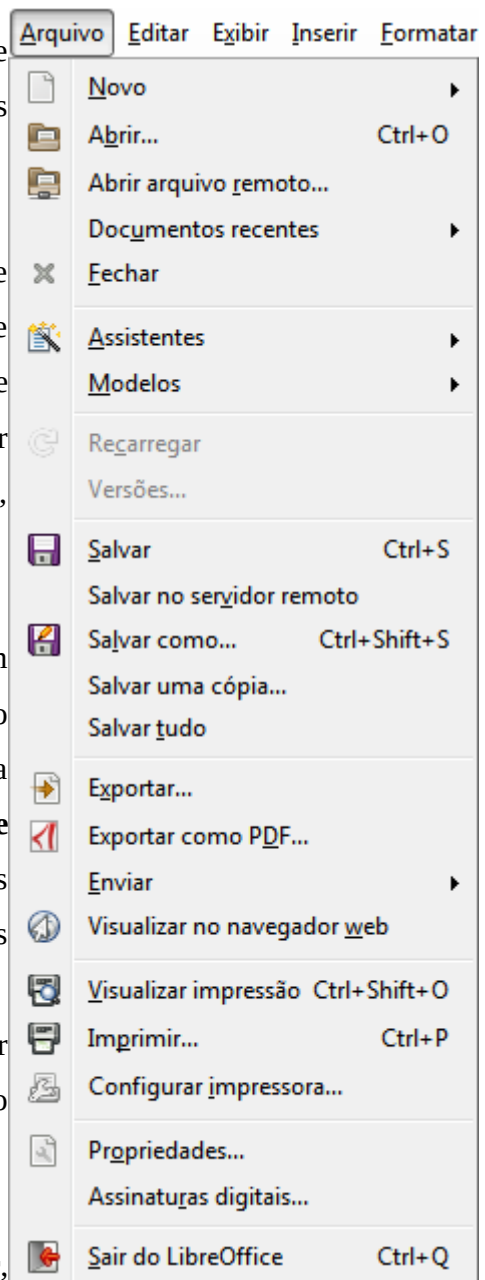 Arquivo Editar Exibir Inserir Formatar
Novo
Abrir... Ctrl+O
Abrir arquivo remoto...
Documentos recentes
Fechar
Assistentes
Modelos
Recarregar
Versões...
Salvar Ctrl+S
Salvar no servidor remoto
Salvar como... Ctrl+Shift+S
Salvar uma cópia...
Salvar tudo
Exportar...
Exportar como PDF...
Enviar
Visualizar no navegador web
Visualizar impressão Ctrl+Shift+O
Imprimir... Ctrl+P
Configurar impressora...
Propriedades...
Assinaturas digitais...
Sair do LibreOffice Ctrl+Q